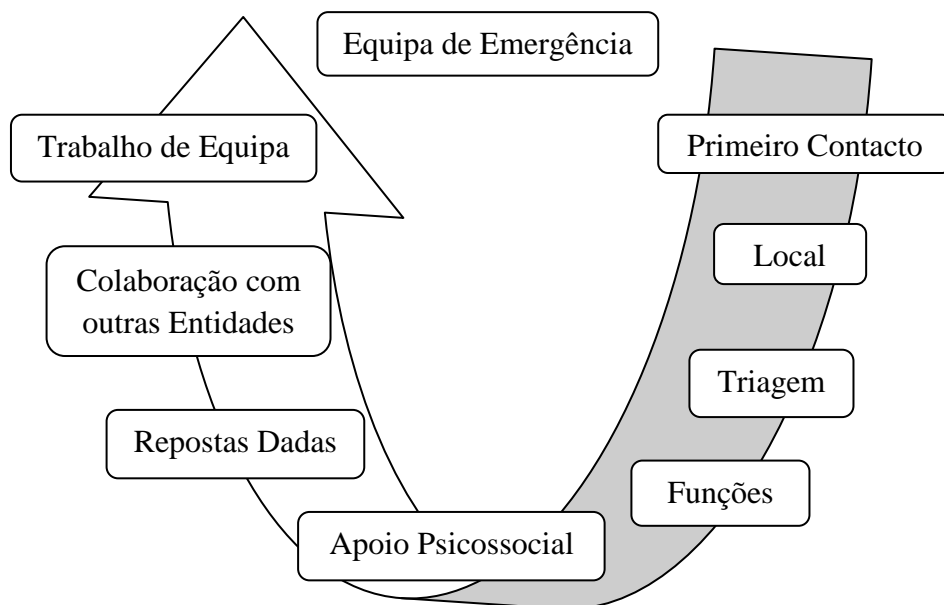 Equipa de Emergência
Trabalho de Equipa
Primeiro Contacto
Local
Colaboração com
outras Entidades
Triagem
Repostas Dadas
Funções
Apoio Psicossocial